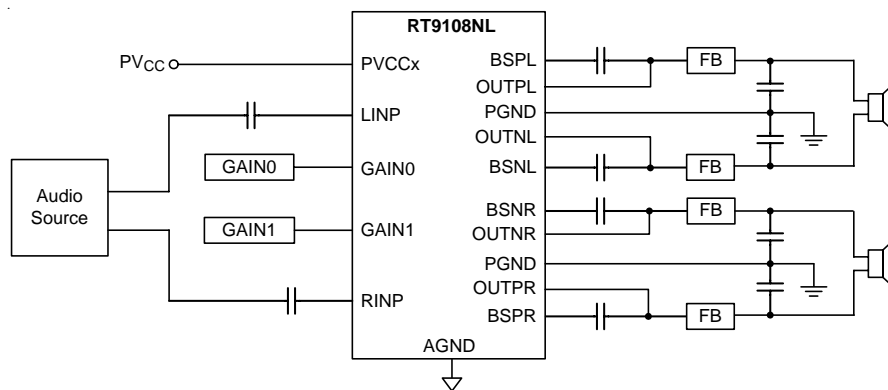 RT9108NL
PVCC
PVCCx
LINP
GAIN0
GAIN0
GAIN1
GAIN1
RINP
Audio
Source
AGND
BSPL
OUTPL
PGND
OUTNL
BSNL
BSNR
OUTNR
PGND
OUTPR
BSPR
FB
FB
FB
FB